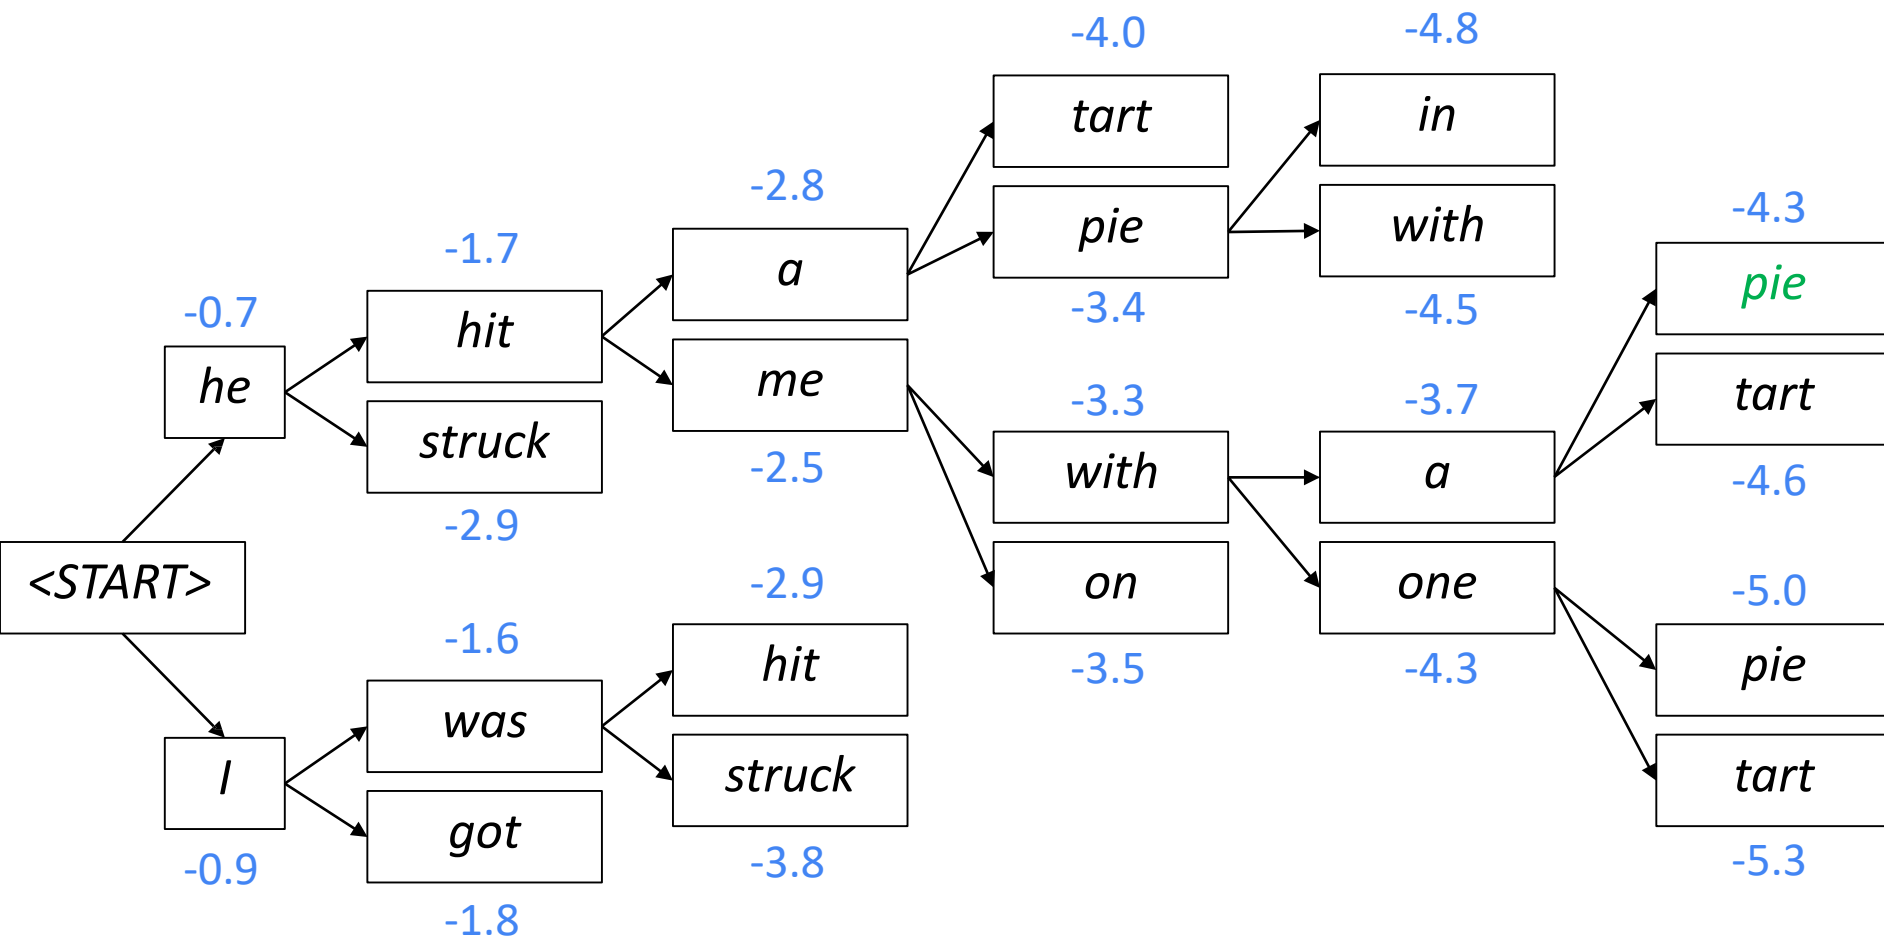 <START>
-0.7
he
I
-0.9
-1.7
hit
struck
-2.9
-1.6
was
got
-1.8
-2.8
a
me
-2.5
-2.9
hit
struck
-3.8
-4.0
tart
pie
-3.4
-3.3
with
on
-3.5
-4.8
in
with
-4.5
-3.7
a
one
-4.3
-4.3
pie
tart
-4.6
-5.0
pie
tart
-5.3